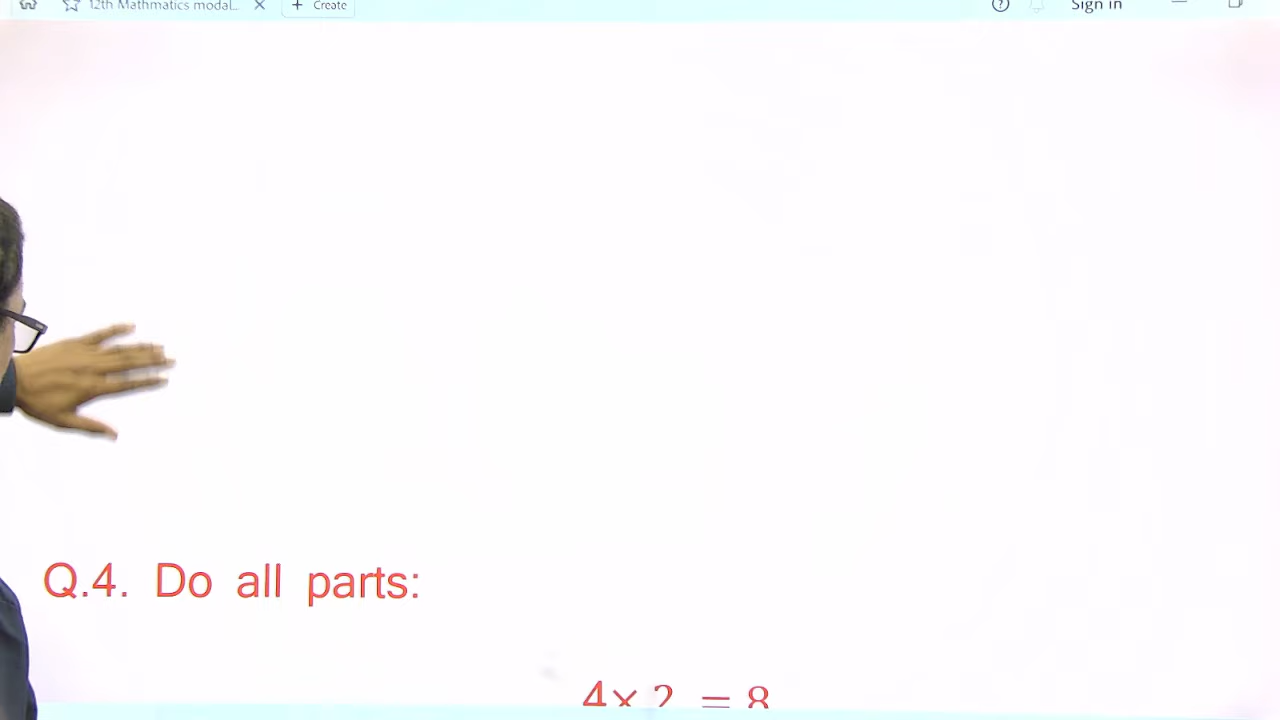 12th Mathmatics modal...
Create
Sign in
Q.4. Do all parts:
4× 2 = 8